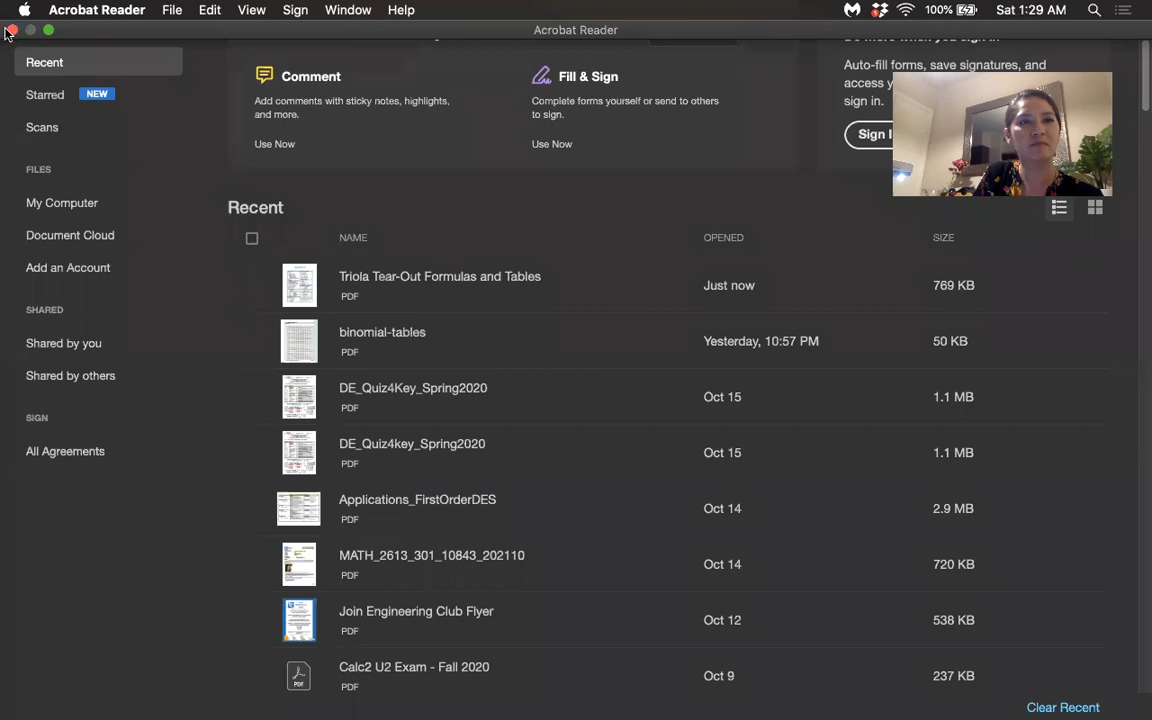 Acrobat Reader File Edit View Sign Window Help 100% Sat 1:29 AM
Acrobat Reader
Recent
Starred NEW
Scans
FILES
My Computer
Document Cloud
Add an Account
SHARED
Shared by you
Shared by others
SIGN
All Agreements
Comment
Add comments with sticky notes, highlights,
and more.
Use Now
Fill & Sign
Complete forms yourself or send to others
to sign.
Use Now
Auto-fill forms, save signatures, and
sign in.
Sign
Recent
NAME OPENED SIZE
Triola Tear-Out Formulas and Tables Just now 769 KB
PDF
binomial-tables Yesterday, 10:57 PM 50 KB
PDF
DE_Quiz4Key_Spring2020 Oct 15 1.1 MB
PDF
DE_Quiz4key_Spring2020 Oct 15 1.1 MB
PDF
Applications_FirstOrderDES Oct 14 2.9 MB
PDF
MATH_2613_301_10843_202110 Oct 14 720 KB
PDF
Join Engineering Club Flyer Oct 12 538 KB
PDF
Calc2 U2 Exam - Fall 2020 Oct 9 237 KB
PDF
Clear Recent